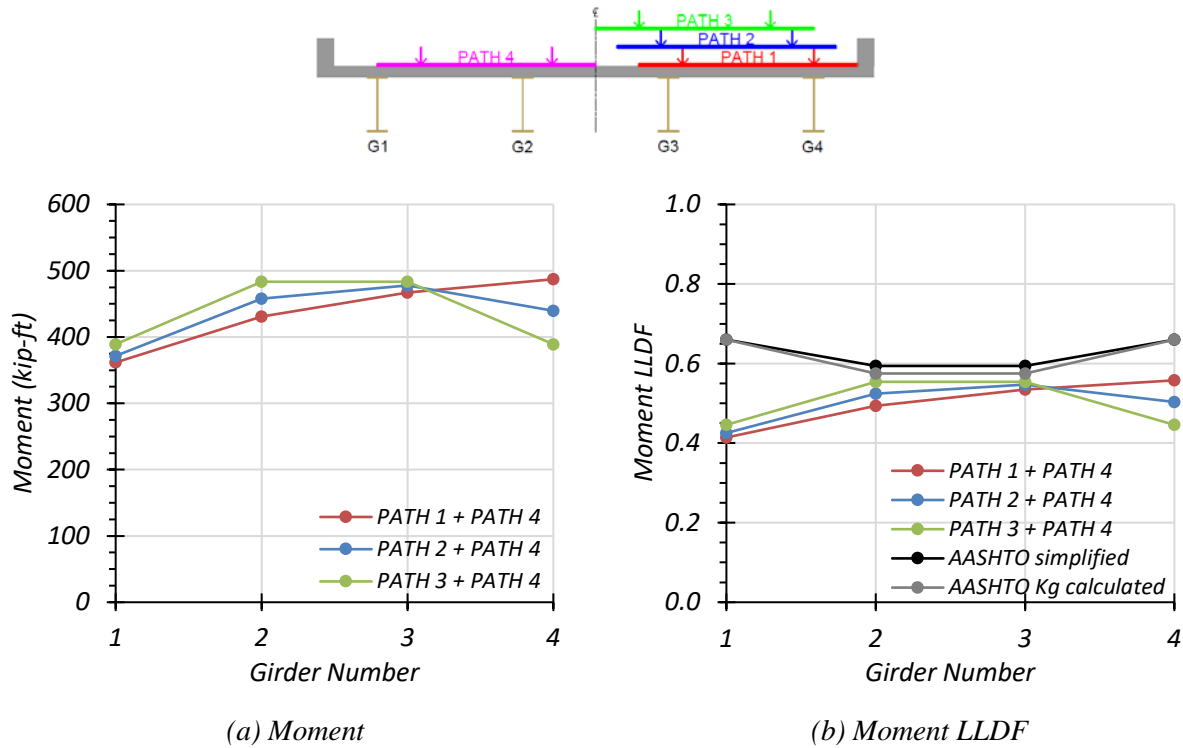 ℄
PATH 3
PATH 2
PATH 4
PATH 1
G1
G2
G3
G4
600
500
400
300
200
100
0
Moment (kip-ft)
PATH 1 + PATH 4
PATH 2 + PATH 4
PATH 3 + PATH 4
1
2
3
4
Girder Number
(a) Moment
1.0
0.8
0.6
0.4
0.2
0.0
Moment LLDF
PATH 1 + PATH 4
PATH 2 + PATH 4
PATH 3 + PATH 4
AASHTO simplified
AASHTO Kg calculated
1
2
3
4
Girder Number
(b) Moment LLDF